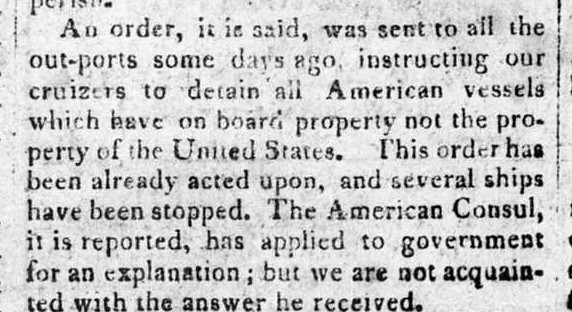 perish.
An order, it is said, was sent to all the
out-ports some days ago, instructing our
cruizers to detain all American vessels
which have on board property not the pro-
perty of the United States. This order has
been already acted upon, and several ships
have been stopped. The American Consul,
it is reported, has applied to government
for an explanation; but we are not acquain-
ted with the answer he received.